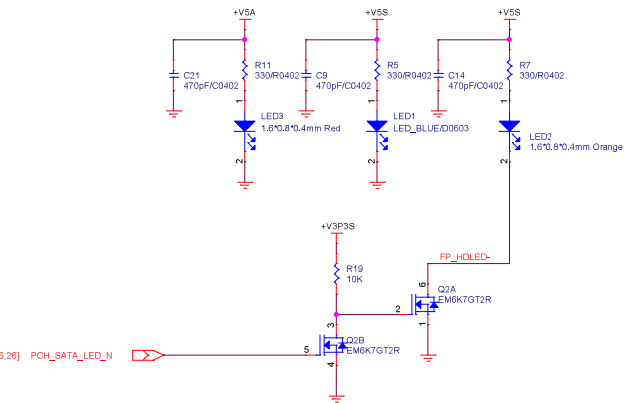 +V5A
+V5S
+V5S
C21
470pF/C0402
R11
330/R0402
C9
470pF/C0402
R5
330/R0402
C14
470pF/C0402
R7
330/R0402
1
1
1
LED3
1.6*0.8*0.4mm Red
LED1
LED_BLUE/D0603
LED2
1.6*0.8*0.4mm Orange
2
2
2
+V3P3S
FP_HDLED-
R19
10K
6
Q2A
EM6K7GT2R
2
1
3
Q2B
EM6K7GT2R
5
4
6.26] PCH_SATA_LED_N